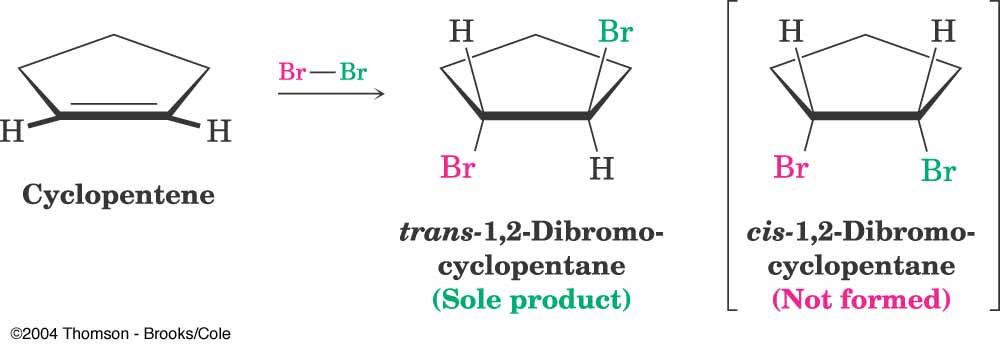 H
H
Cyclopentene
Br—Br
H
Br
Br
H
trans-1,2-Dibromo-
cyclopentane
(Sole product)
H
H
Br
Br
cis-1,2-Dibromo-
cyclopentane
(Not formed)
©2004 Thomson - Brooks/Cole